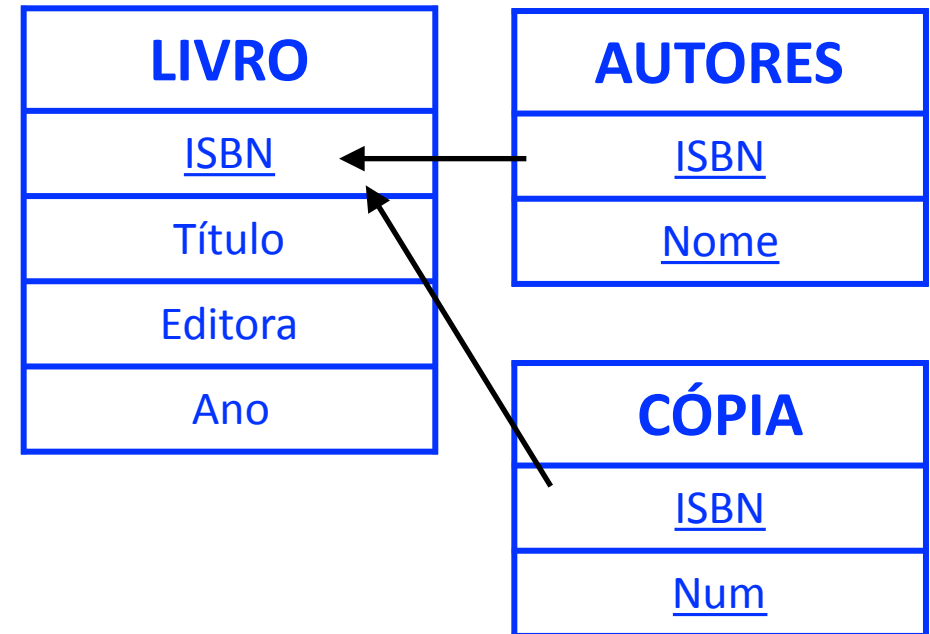 LIVRO
ISBN
Título
Editora
Ano
AUTORES
ISBN
Nome
CÓPIA
ISBN
Num